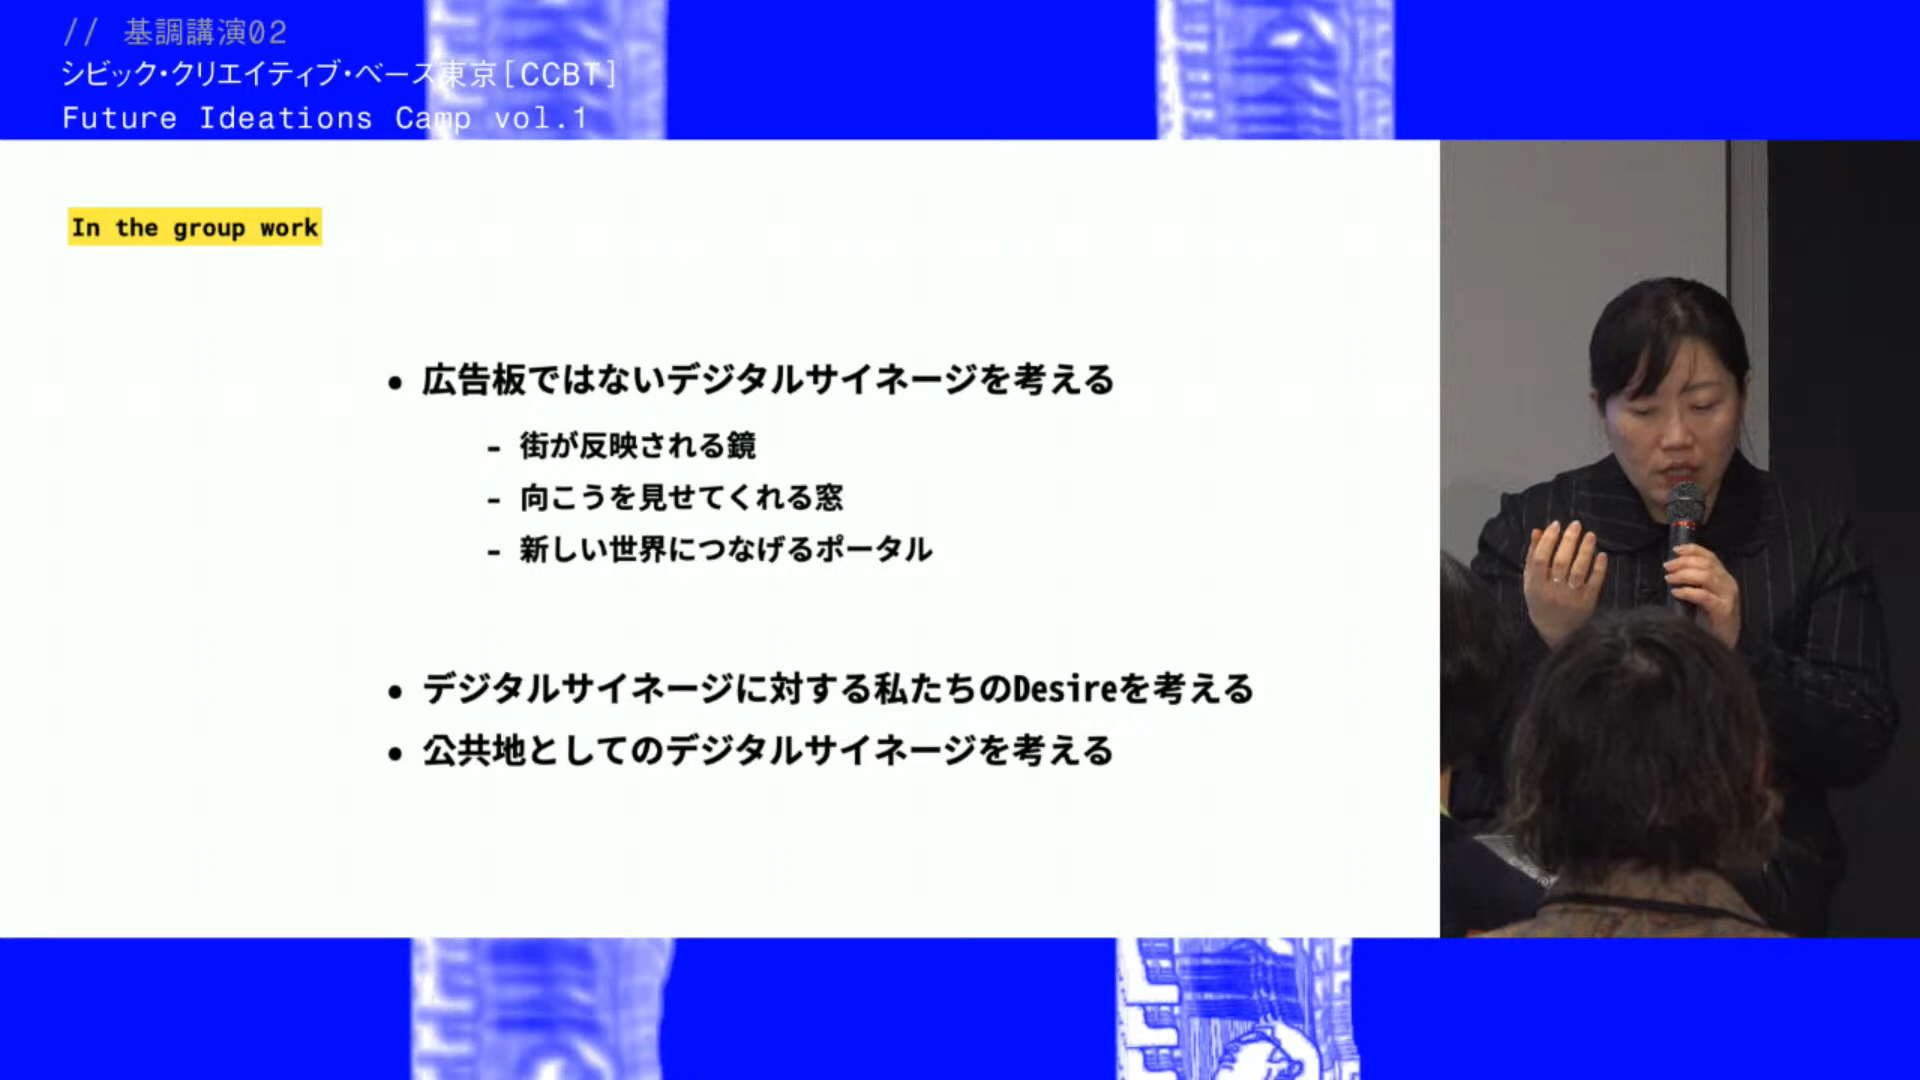 // 基調講演02
シビック・クリエイティブ・ベース東京[CCBT]
Future Ideations Camp vol.1
In the group work
• 広告板ではないデジタルサイネージを考える
- 街が反映される鏡
- 向こうを見せてくれる窓
- 新しい世界につなげるポータル
• デジタルサイネージに対する私たちのDesireを考える
• 公共地としてのデジタルサイネージを考える